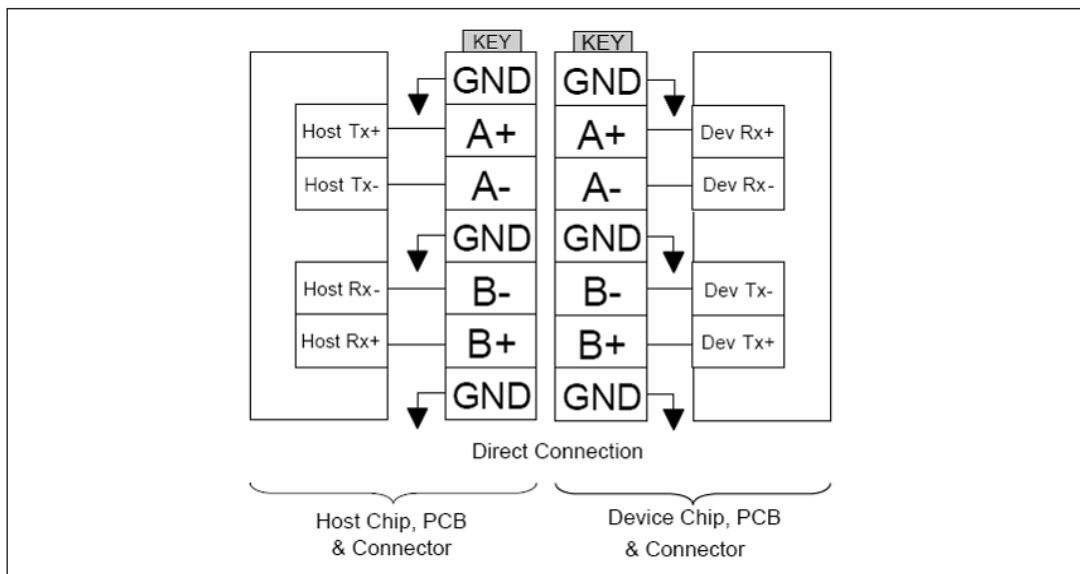 KEY KEY
GND GND
Host Tx+ A+ A+ Dev Rx+
Host Tx- A- A- Dev Rx-
GND GND
Host Rx- B- B- Dev Tx-
Host Rx+ B+ B+ Dev Tx+
GND GND
Direct Connection
Host Chip, PCB
& Connector
Device Chip, PCB
& Connector